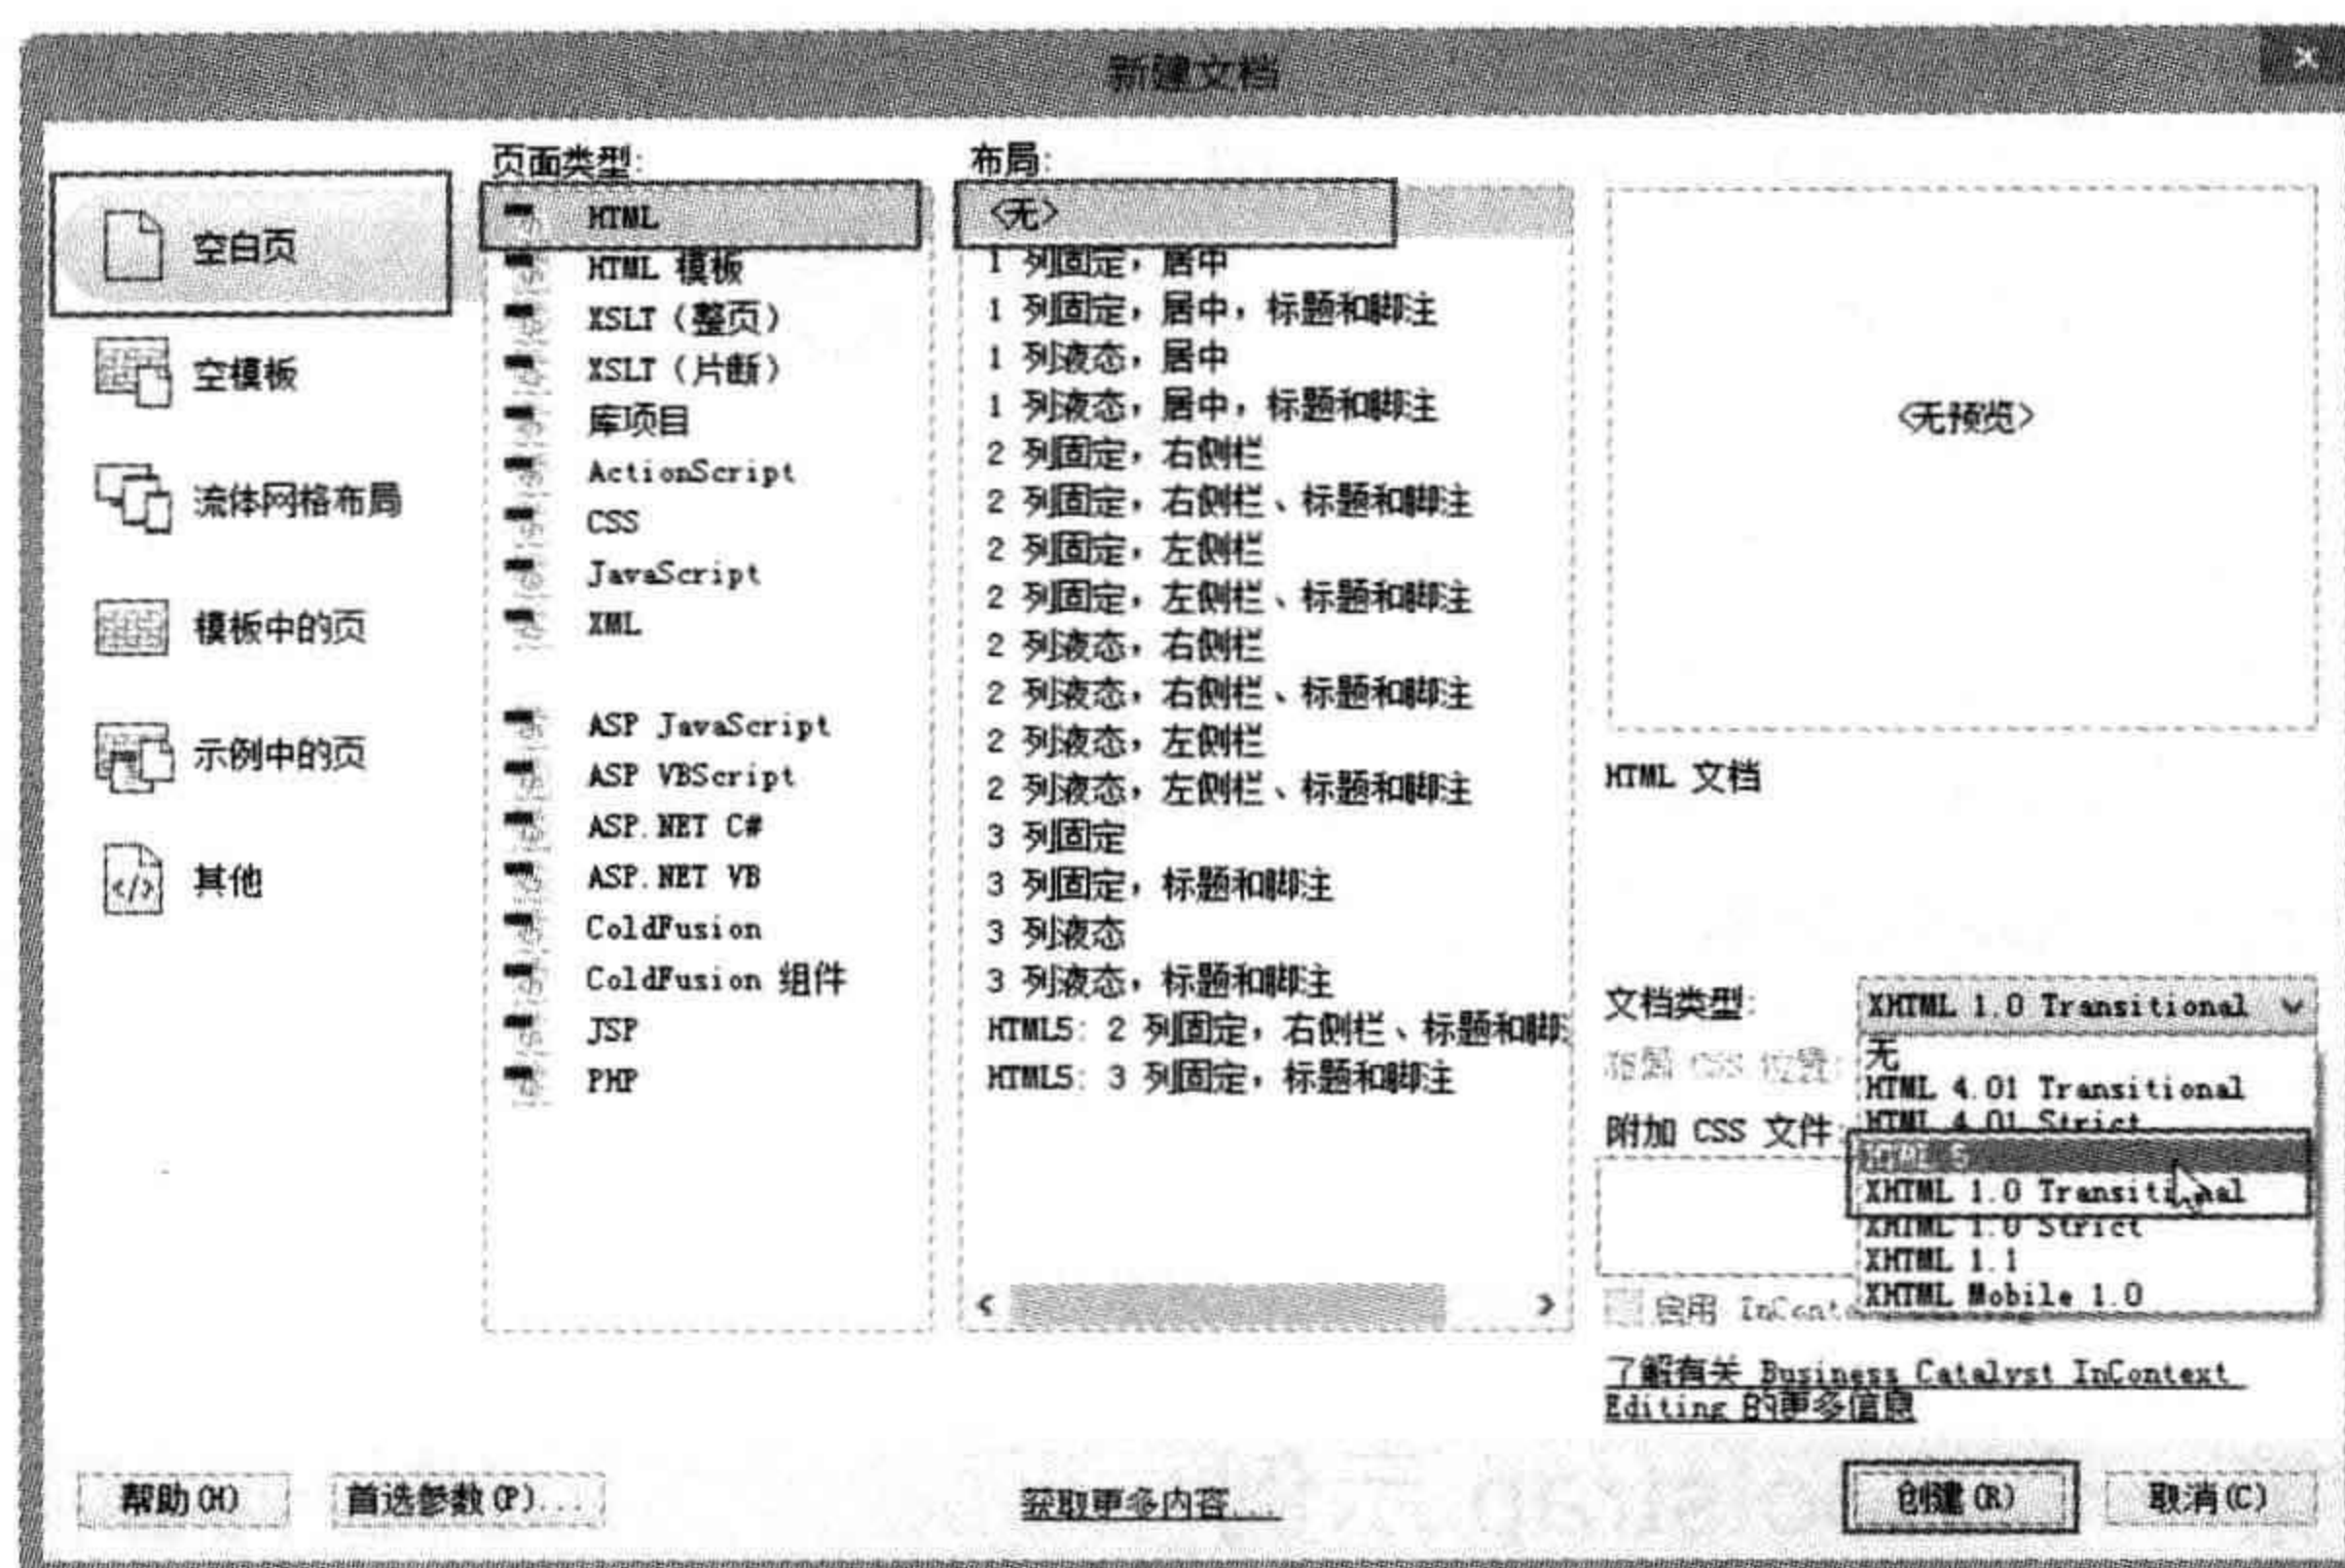 新建文档
页面类型:
布局:
空白页
空模板
流体网格布局
模板中的页
示例中的页
其他
HTML
HTML 模板
XSLT（整页）
XSLT（片断）
库项目
ActionScript
CSS
JavaScript
XML
ASP JavaScript
ASP VBScript
ASP.NET C#
ASP.NET VB
ColdFusion
ColdFusion 组件
JSP
PHP
<无>
1 列固定，居中
1 列固定，居中，标题和脚注
1 列液态，居中
1 列液态，居中，标题和脚注
2 列固定，右侧栏
2 列固定，右侧栏、标题和脚注
2 列固定，左侧栏
2 列固定，左侧栏、标题和脚注
2 列液态，右侧栏
2 列液态，右侧栏、标题和脚注
2 列液态，左侧栏
2 列液态，左侧栏、标题和脚注
3 列固定
3 列固定，标题和脚注
3 列液态
3 列液态，标题和脚注
HTML5: 2 列固定，右侧栏、标题和脚
HTML5: 3 列固定，标题和脚注
<无预览>
HTML 文档
文档类型:
XHTML 1.0 Transitional
布局 CSS 位置:
无
HTML 4.01 Transitional
附加 CSS 文件:
HTML 4.01 Strict
HTML 5
XHTML 1.0 Transitional
XHTML 1.0 Strict
XHTML 1.1
XHTML Mobile 1.0
启用 InConte
了解有关 Business Catalyst InContext
Editing 的更多信息
帮助(H)
首选参数(P)...
获取更多内容...
创建(R)
取消(C)